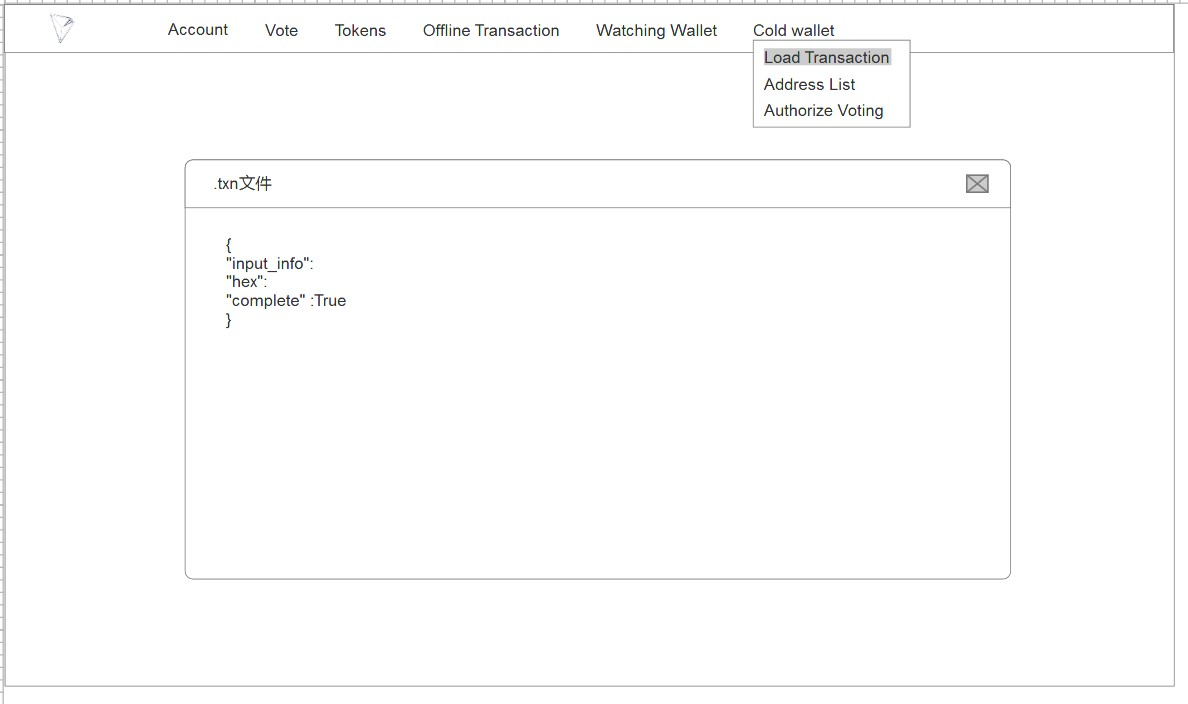 Account Vote Tokens Offline Transaction Watching Wallet Cold wallet
Load Transaction
Address List
Authorize Voting
.txn文件
{
"input_info":
"hex":
"complete" :True
}